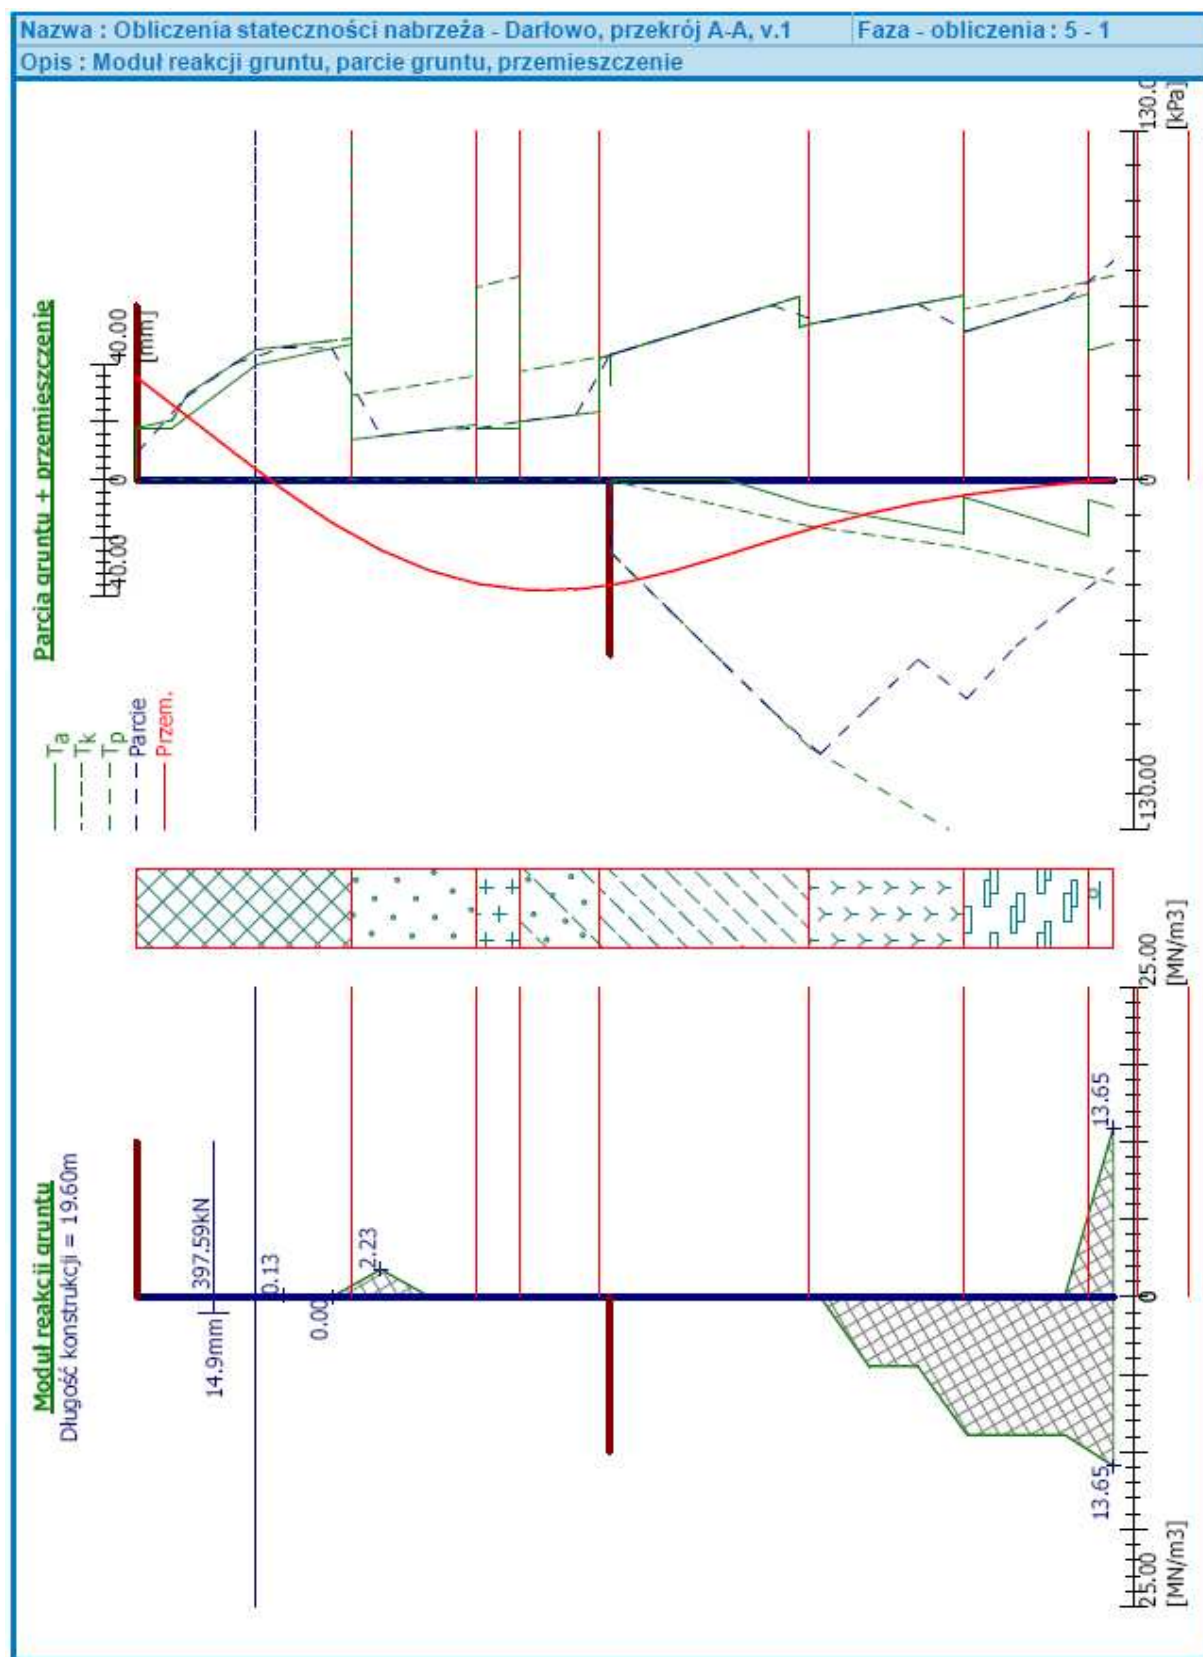 Nazwa : Obliczenia stateczności nabrzeża - Darłowo, przekrój A-A, v.1
Faza - obliczenia : 5 - 1
Opis : Moduł reakcji gruntu, parcie gruntu, przemieszczenie
Moduł reakcji gruntu
Długość konstrukcji = 19.60m
397.59kN
14.9mm
0.13
0.00
2.23
13.65
13.65
25.00
[MN/m3]
0
25.00
[MN/m3]
Parcia gruntu + przemieszczenie
Ta
Tk
Tp
Parcie
Przem.
40.00
[mm]
0
-40.00
130.0
[kPa]
0
-130.00